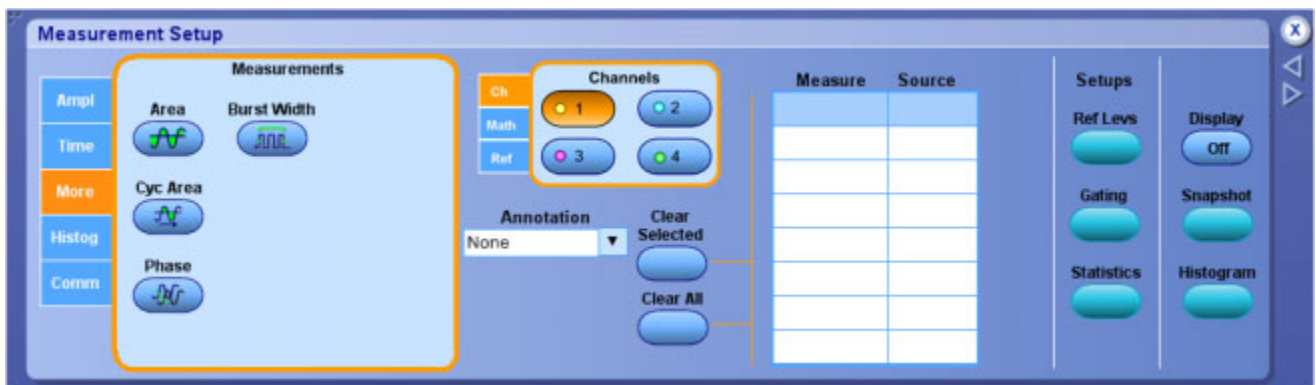 Measurement Setup
X
Measurements
Ampl
Time
More
Histog
Comm
Area
Burst Width
Cyc Area
Phase
Channels
Ch
Math
Ref
1
2
3
4
Annotation
None
Clear
Selected
Clear All
Measure Source
Setups
Ref Levs
Gating
Statistics
Display
Off
Snapshot
Histogram